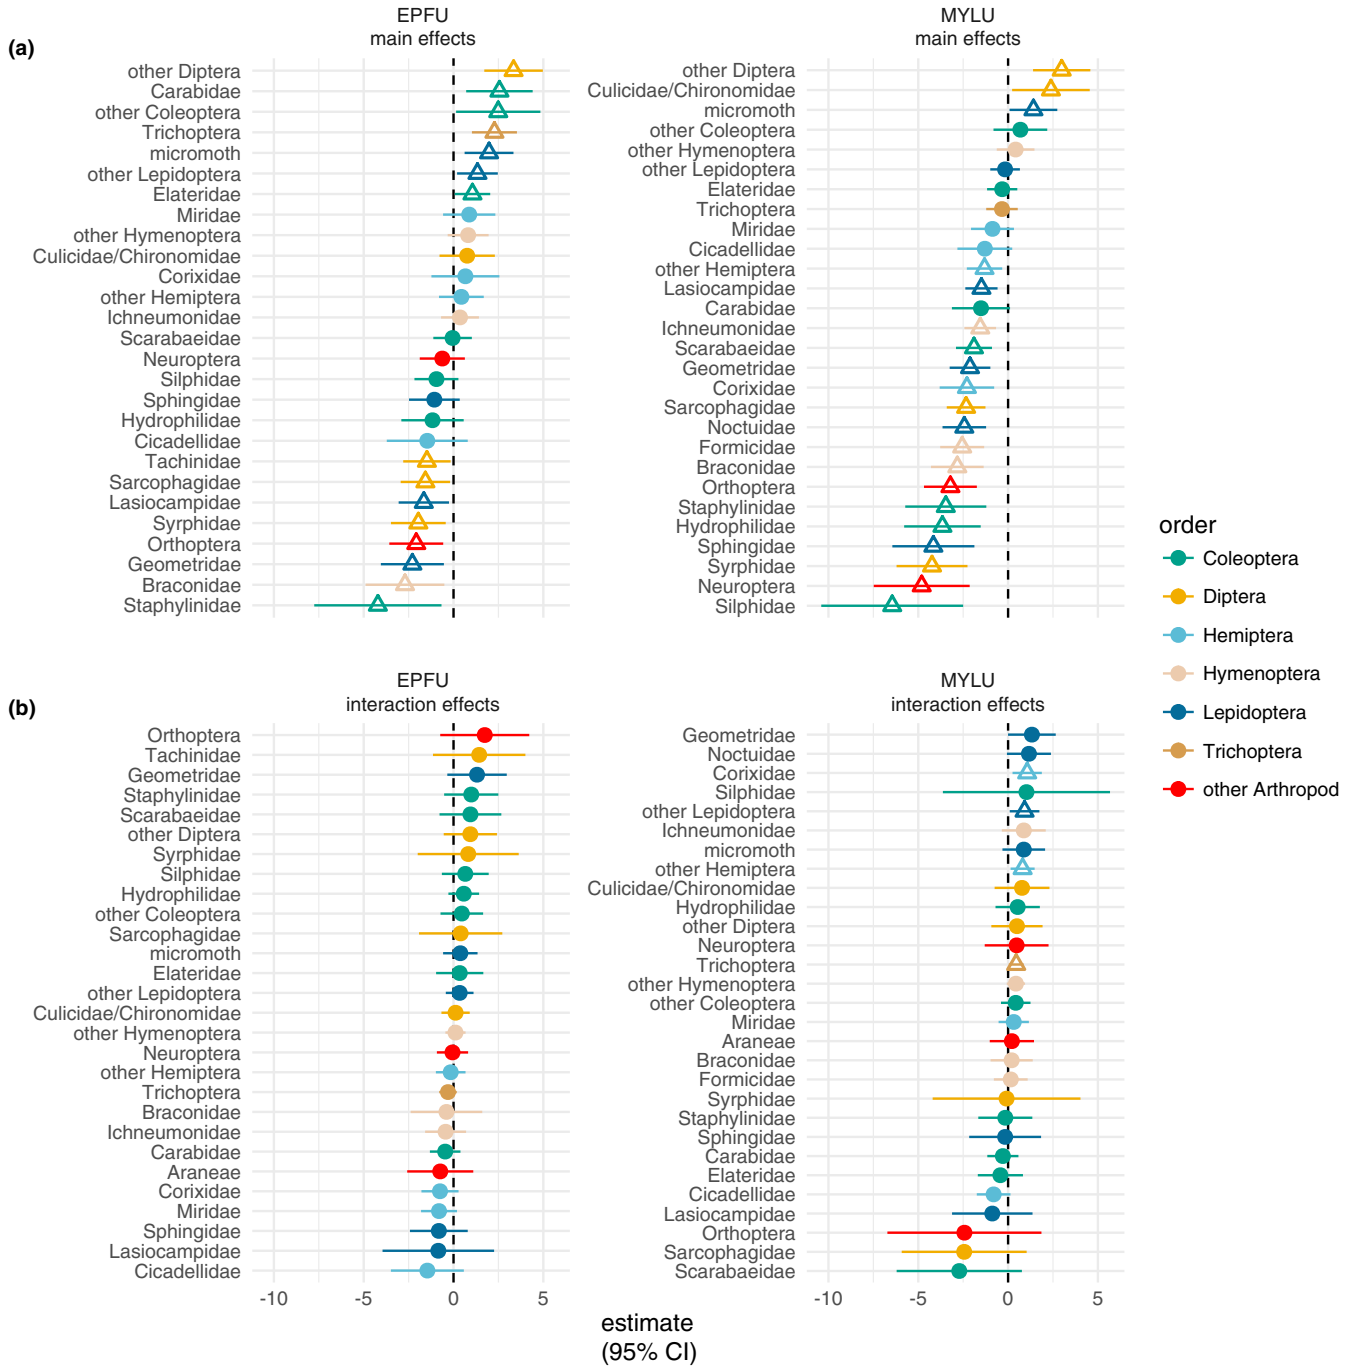 (a)
EPFU
main effects
other Diptera
Carabidae
other Coleoptera
Trichoptera
micromoth
other Lepidoptera
Elateridae
Miridae
other Hymenoptera
Culicidae/Chironomidae
Corixidae
other Hemiptera
Ichneumonidae
Scarabaeidae
Neuroptera
Silphidae
Sphingidae
Hydrophilidae
Cicadellidae
Tachinidae
Sarcophagidae
Lasiocampidae
Syrphidae
Orthoptera
Geometridae
Braconidae
Staphylinidae
MYLU
main effects
other Diptera
Culicidae/Chironomidae
micromoth
other Coleoptera
other Hymenoptera
other Lepidoptera
Elateridae
Trichoptera
Miridae
Cicadellidae
other Hemiptera
Lasiocampidae
Carabidae
Ichneumonidae
Scarabaeidae
Geometridae
Corixidae
Sarcophagidae
Noctuidae
Formicidae
Braconidae
Orthoptera
Staphylinidae
Hydrophilidae
Sphingidae
Syrphidae
Neuroptera
Silphidae
(b)
EPFU
interaction effects
Orthoptera
Tachinidae
Geometridae
Staphylinidae
Scarabaeidae
other Diptera
Syrphidae
Silphidae
Hydrophilidae
other Coleoptera
Sarcophagidae
micromoth
Elateridae
other Lepidoptera
Culicidae/Chironomidae
other Hymenoptera
Neuroptera
other Hemiptera
Trichoptera
Braconidae
Ichneumonidae
Carabidae
Araneae
Corixidae
Miridae
Sphingidae
Lasiocampidae
Cicadellidae
-10 -5 0 5
MYLU
interaction effects
Geometridae
Noctuidae
Corixidae
Silphidae
other Lepidoptera
Ichneumonidae
micromoth
other Hemiptera
Culicidae/Chironomidae
Hydrophilidae
other Diptera
Neuroptera
Trichoptera
other Hymenoptera
other Coleoptera
Miridae
Araneae
Braconidae
Formicidae
Syrphidae
Staphylinidae
Sphingidae
Carabidae
Elateridae
Cicadellidae
Lasiocampidae
Orthoptera
Sarcophagidae
Scarabaeidae
-10 -5 0 5
estimate
(95% CI)
order
Coleoptera
Diptera
Hemiptera
Hymenoptera
Lepidoptera
Trichoptera
other Arthropod